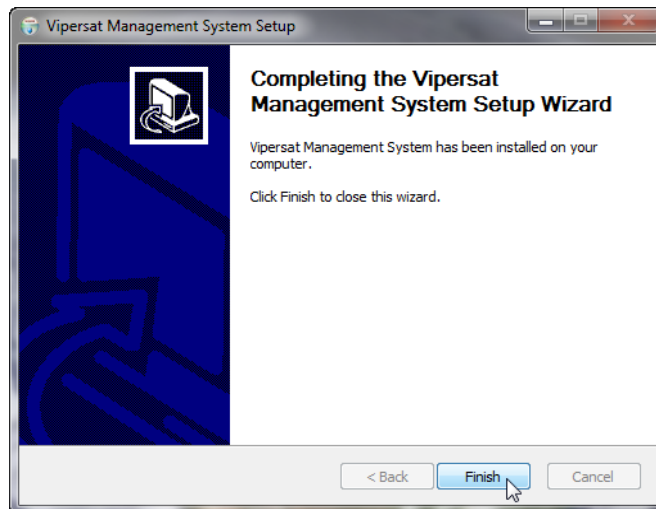 Vipersat Management System Setup
Completing the Vipersat
Management System Setup Wizard
Vipersat Management System has been installed on your
computer.
Click Finish to close this wizard.
< Back Finish Cancel